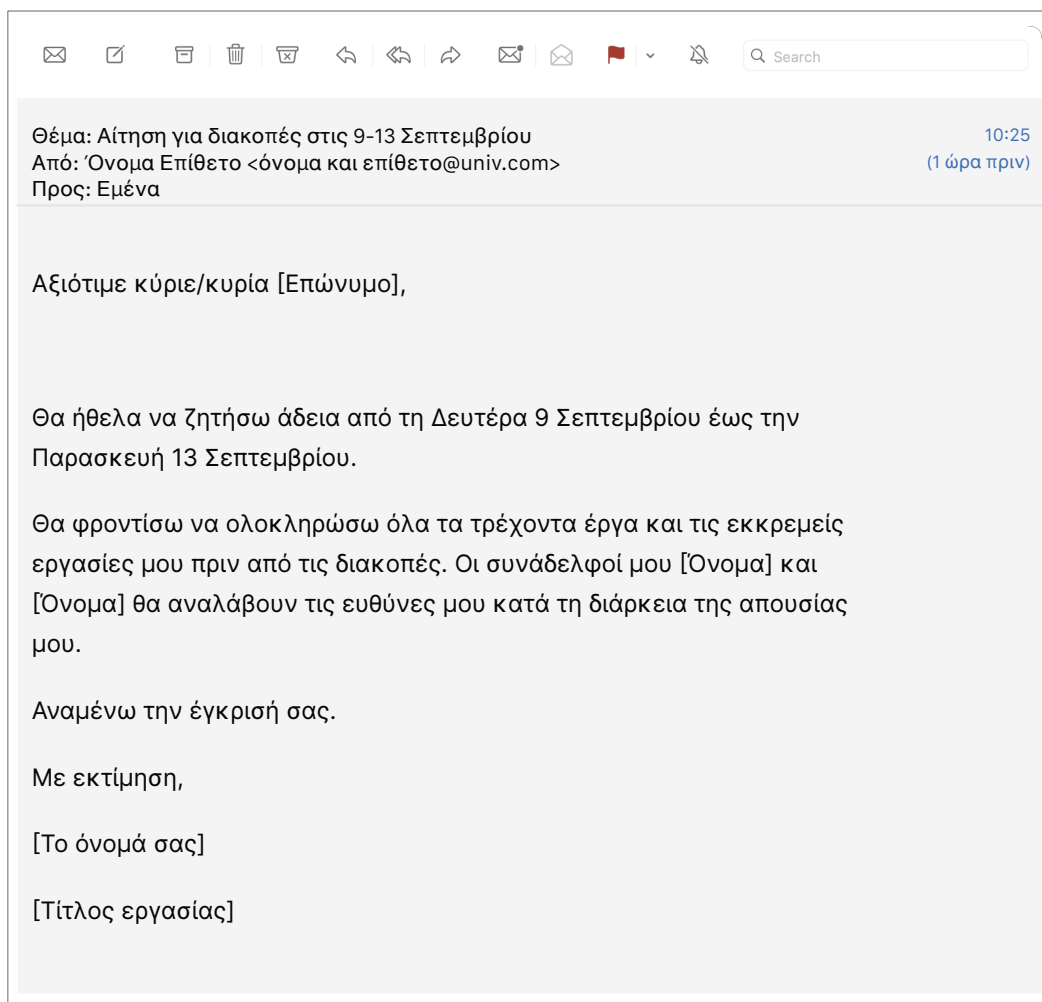 Search
Θέμα: Αίτηση για διακοπές στις 9-13 Σεπτεμβρίου
10:25
Από: Όνομα Επίθετο <όνομα και επίθετο@univ.com>
(1 ώρα πριν)
Προς: Εμένα
Αξιότιμε κύριε/κυρία [Επώνυμο],
Θα ήθελα να ζητήσω άδεια από τη Δευτέρα 9 Σεπτεμβρίου έως την
Παρασκευή 13 Σεπτεμβρίου.
Θα φροντίσω να ολοκληρώσω όλα τα τρέχοντα έργα και τις εκκρεμείς
εργασίες μου πριν από τις διακοπές. Οι συνάδελφοί μου [Όνομα] και
[Όνομα] θα αναλάβουν τις ευθύνες μου κατά τη διάρκεια της απουσίας
μου.
Αναμένω την έγκρισή σας.
Με εκτίμηση,
[Το όνομά σας]
[Τίτλος εργασίας]